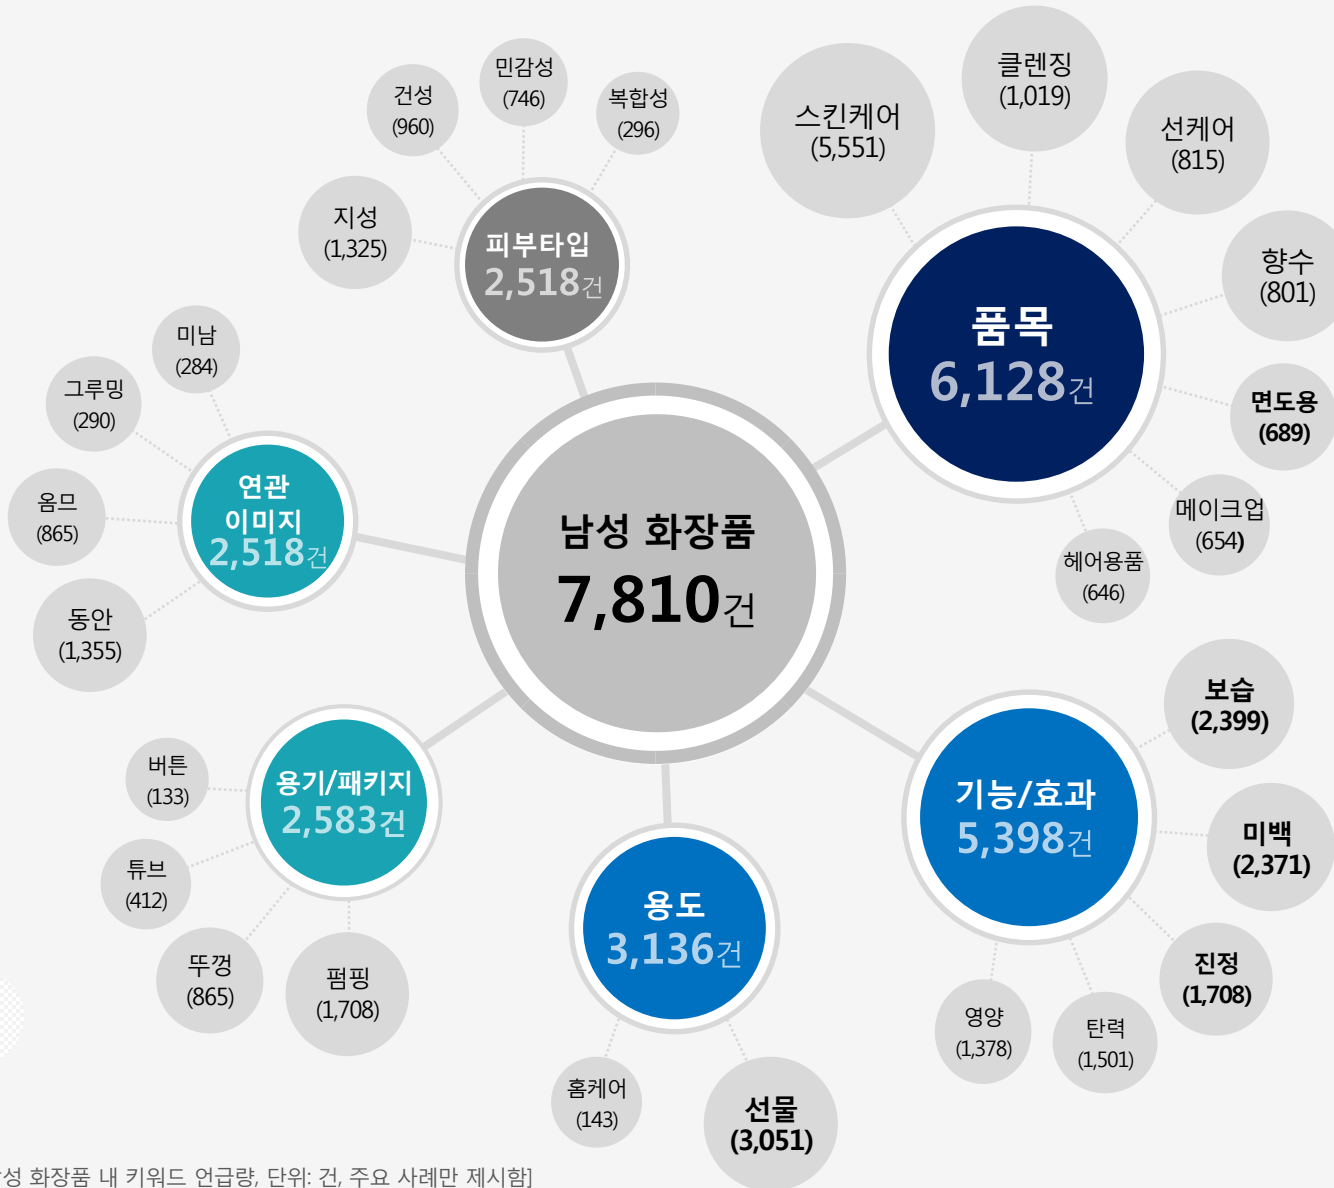 민감성
(746)
건성
(960)
복합성
(296)
지성
(1,325)
피부타입
2,518건
스킨케어
(5,551)
클렌징
(1,019)
선케어
(815)
향수
(801)
면도용
(689)
메이크업
(654)
헤어용품
(646)
품목
6,128건
미남
(284)
그루밍
(290)
옴므
(865)
동안
(1,355)
연관
이미지
2,518건
남성 화장품
7,810건
버튼
(133)
튜브
(412)
뚜껑
(865)
펌핑
(1,708)
용기/패키지
2,583건
용도
3,136건
홈케어
(143)
선물
(3,051)
기능/효과
5,398건
보습
(2,399)
미백
(2,371)
진정
(1,708)
탄력
(1,501)
영양
(1,378)
성 화장품 내 키워드 언급량, 단위: 건, 주요 사례만 제시함]